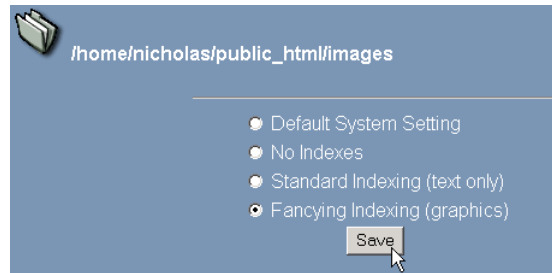 /home/nicholas/public_html/images
Default System Setting
No Indexes
Standard Indexing (text only)
Fancying Indexing (graphics)
Save